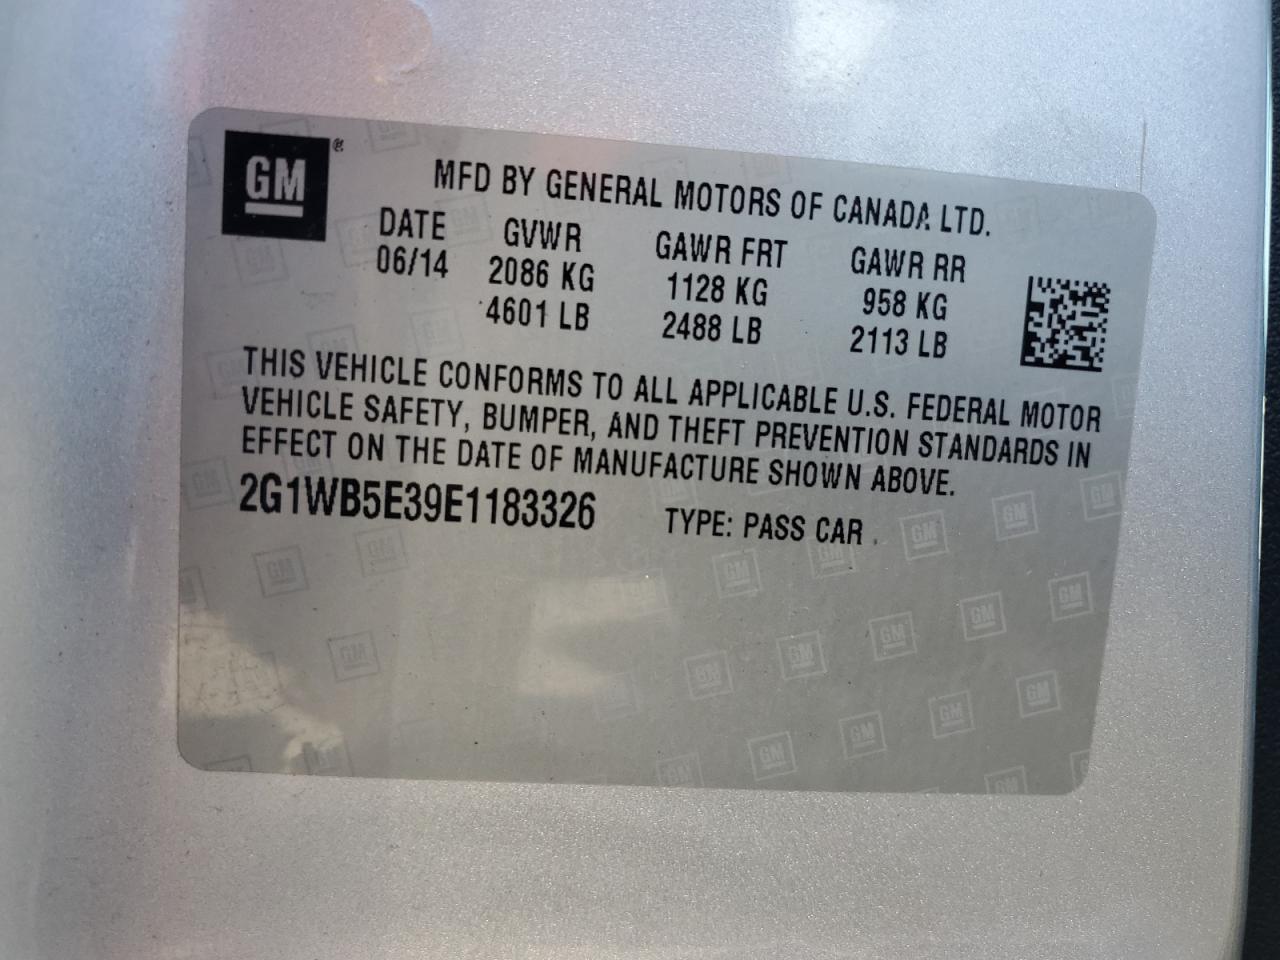 GM ®
MFD BY GENERAL MOTORS OF CANADA LTD.
DATE GVWR GAWR FRT GAWR RR
06/14 2086 KG 1128 KG 958 KG
4601 LB 2488 LB 2113 LB
THIS VEHICLE CONFORMS TO ALL APPLICABLE U.S. FEDERAL MOTOR
VEHICLE SAFETY, BUMPER, AND THEFT PREVENTION STANDARDS IN
EFFECT ON THE DATE OF MANUFACTURE SHOWN ABOVE.
2G1WB5E39E1183326 TYPE: PASS CAR